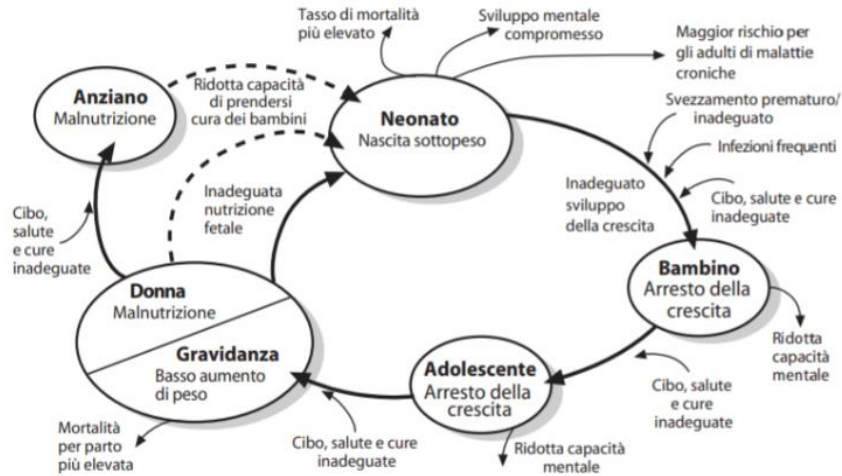 Tasso di mortalità
più elevato
Sviluppo mentale
compromesso
Maggior rischio per
gli adulti di malattie
croniche
Anziano
Malnutrizione
Ridotta capacità
di prendersi
cura dei bambini
Neonato
Nascita sottopeso
Svezzamento prematuro/
inadeguato
Infezioni frequenti
Cibo, salute e cure
inadeguate
Inadeguato
sviluppo
della crescita
Inadeguata
nutrizione
fetale
Cibo,
salute
e cure
inadeguate
Donna
Malnutrizione
Gravidanza
Basso aumento
di peso
Bambino
Arresto della
crescita
Ridotta
capacità
mentale
Adolescente
Arresto della
crescita
Cibo, salute
e cure
inadeguate
Mortalità
per parto
più elevata
Cibo, salute e cure
inadeguate
Ridotta capacità
mentale